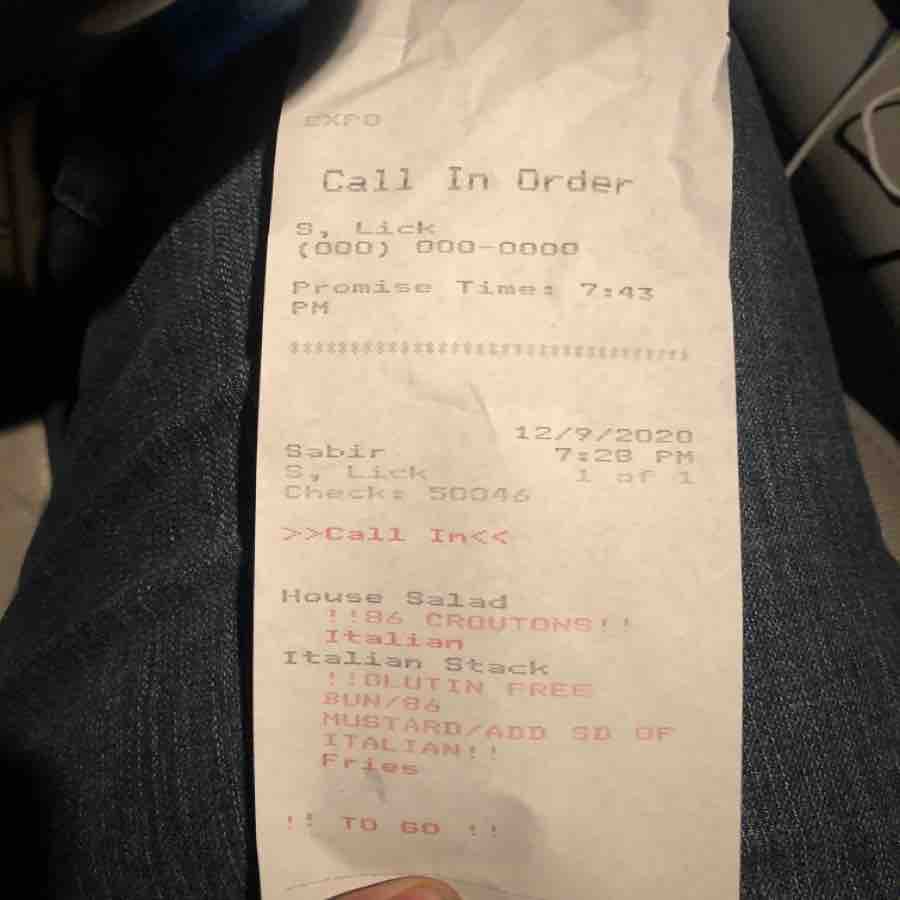 EXPO
Call In Order
S, Lick
(000) 000-0000
Promise Time: 7:43
PM
*********************************
12/9/2020
Sabir 7:28 PM
S, Lick 1 of 1
Check: 50046
>>Call In<<
House Salad
!!86 CROUTONS!!
Italian
Italian Stack
!!GLUTIN FREE
BUN/86
MUSTARD/ADD SD OF
ITALIAN!!
Fries
!! TO GO !!